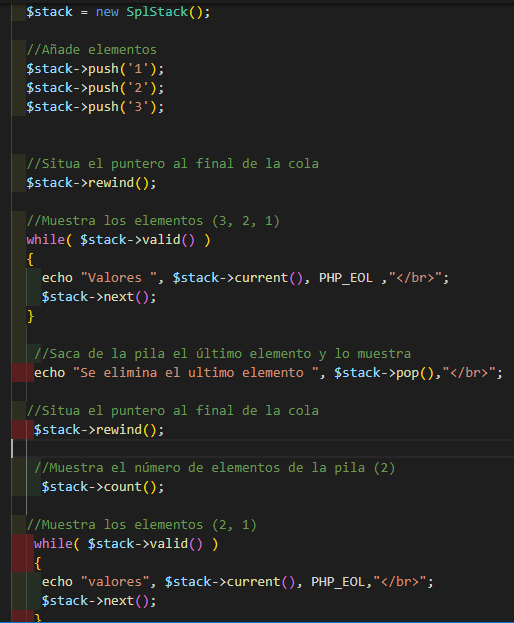 $stack = new SplStack();
//Añade elementos
$stack->push('1');
$stack->push('2');
$stack->push('3');
//Situa el puntero al final de la cola
$stack->rewind();
//Muestra los elementos (3, 2, 1)
while( $stack->valid() )
{
echo "Valores ", $stack->current(), PHP_EOL ,"</br>";
$stack->next();
}
//Saca de la pila el último elemento y lo muestra
echo "Se elimina el ultimo elemento ", $stack->pop(),"</br>";
//Situa el puntero al final de la cola
$stack->rewind();
//Muestra el número de elementos de la pila (2)
$stack->count();
//Muestra los elementos (2, 1)
while( $stack->valid() )
{
echo "valores", $stack->current(), PHP_EOL,"</br>";
$stack->next();
}